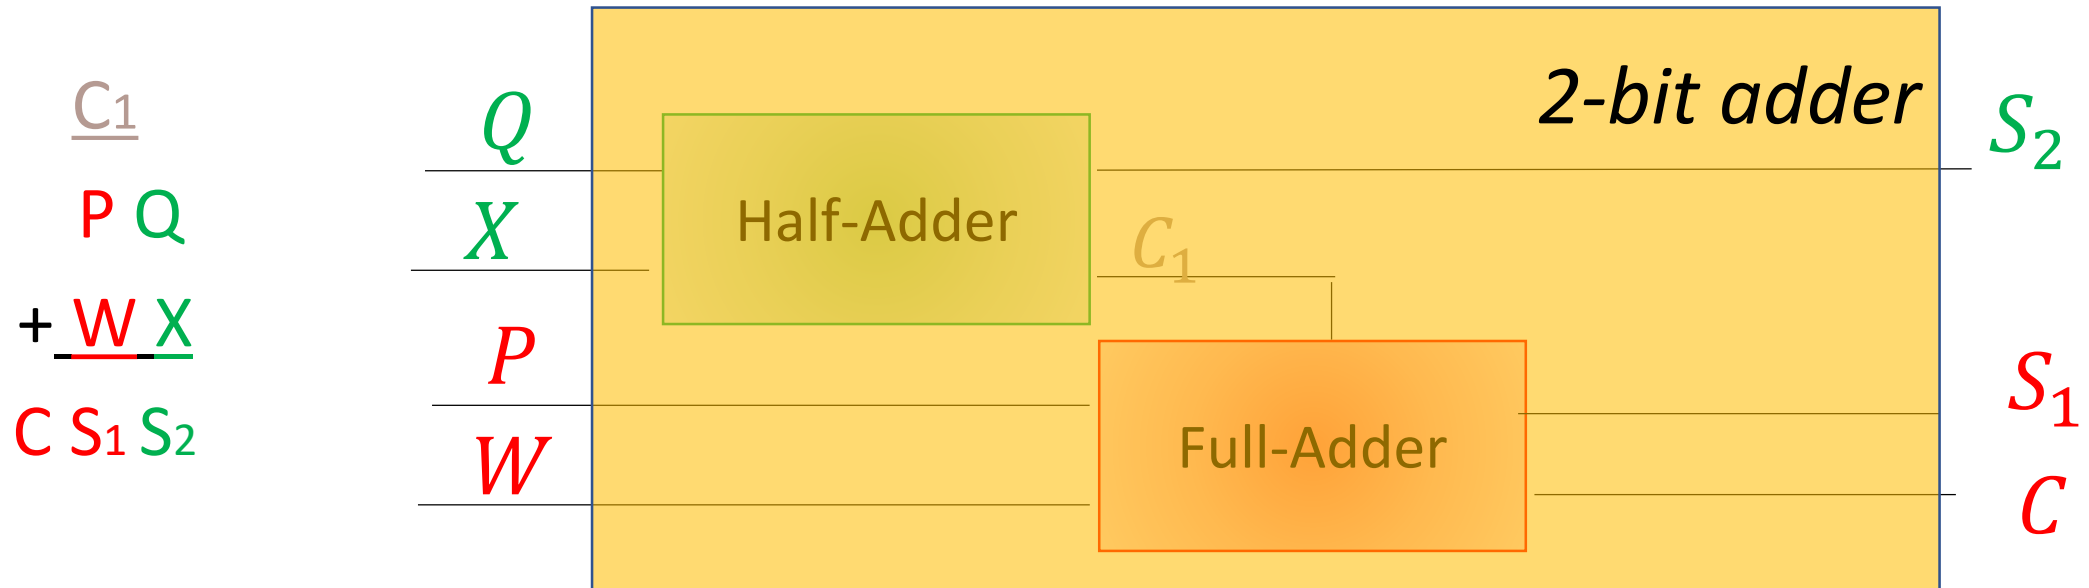 C1
P Q
+ W X
C S1 S2
2-bit adder
Q
X
P
W
Half-Adder
C₁
Full-Adder
S₂
S₁
C